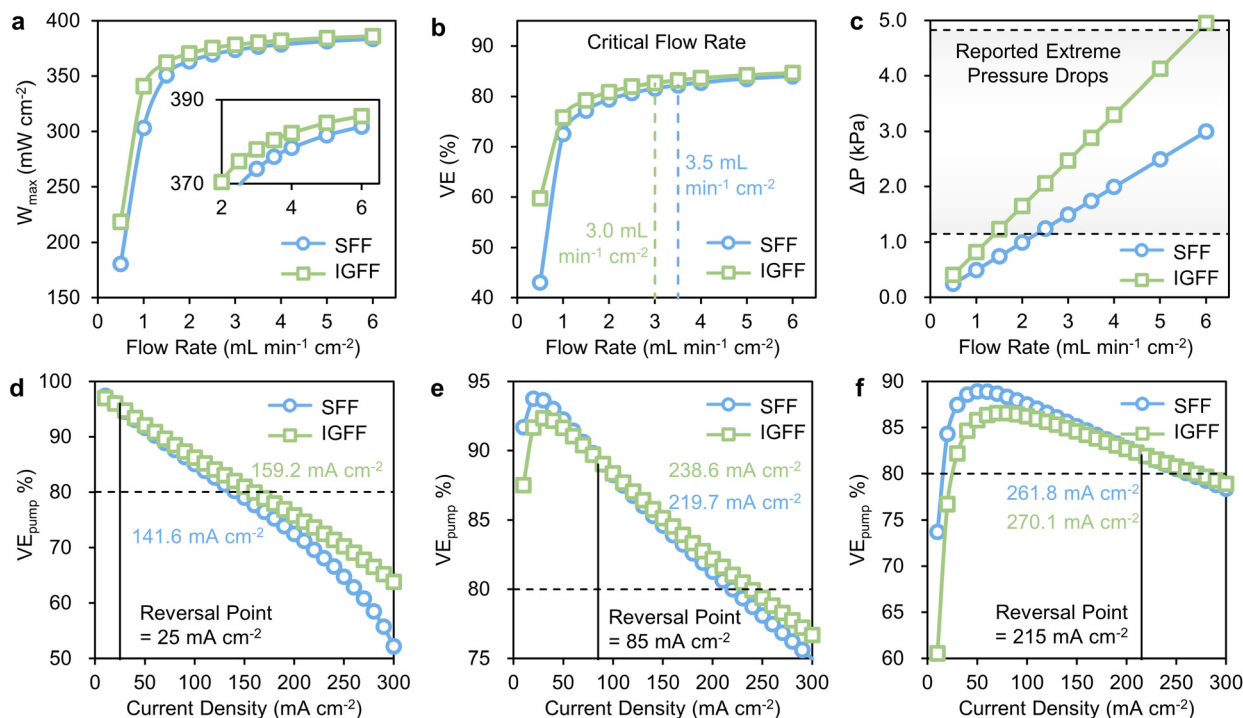 a
W_max (mW cm⁻²)
400
350
300
250
200
150
390
370
2
4
6
SFF
IGFF
0
1
2
3
4
5
6
Flow Rate (mL min⁻¹ cm⁻²)
b
VE (%)
90
80
70
60
50
40
Critical Flow Rate
3.5 mL
min⁻¹ cm⁻²
3.0 mL
min⁻¹ cm⁻²
SFF
IGFF
0
1
2
3
4
5
6
Flow Rate (mL min⁻¹ cm⁻²)
c
ΔP (kPa)
5.0
4.0
3.0
2.0
1.0
0.0
Reported Extreme
Pressure Drops
SFF
IGFF
0
1
2
3
4
5
6
Flow Rate (mL min⁻¹ cm⁻²)
d
VE_pump %)
100
90
80
70
60
50
SFF
IGFF
159.2 mA cm⁻²
141.6 mA cm⁻²
Reversal Point
= 25 mA cm⁻²
0
50
100
150
200
250
300
Current Density (mA cm⁻²)
e
VE_pump %)
95
90
85
80
75
SFF
IGFF
238.6 mA cm⁻²
219.7 mA cm⁻²
Reversal Point
= 85 mA cm⁻²
0
50
100
150
200
250
300
Current Density (mA cm⁻²)
f
VE_pump %)
90
85
80
75
70
65
60
SFF
IGFF
261.8 mA cm⁻²
270.1 mA cm⁻²
Reversal Point
= 215 mA cm⁻²
0
50
100
150
200
250
300
Current Density (mA cm⁻²)